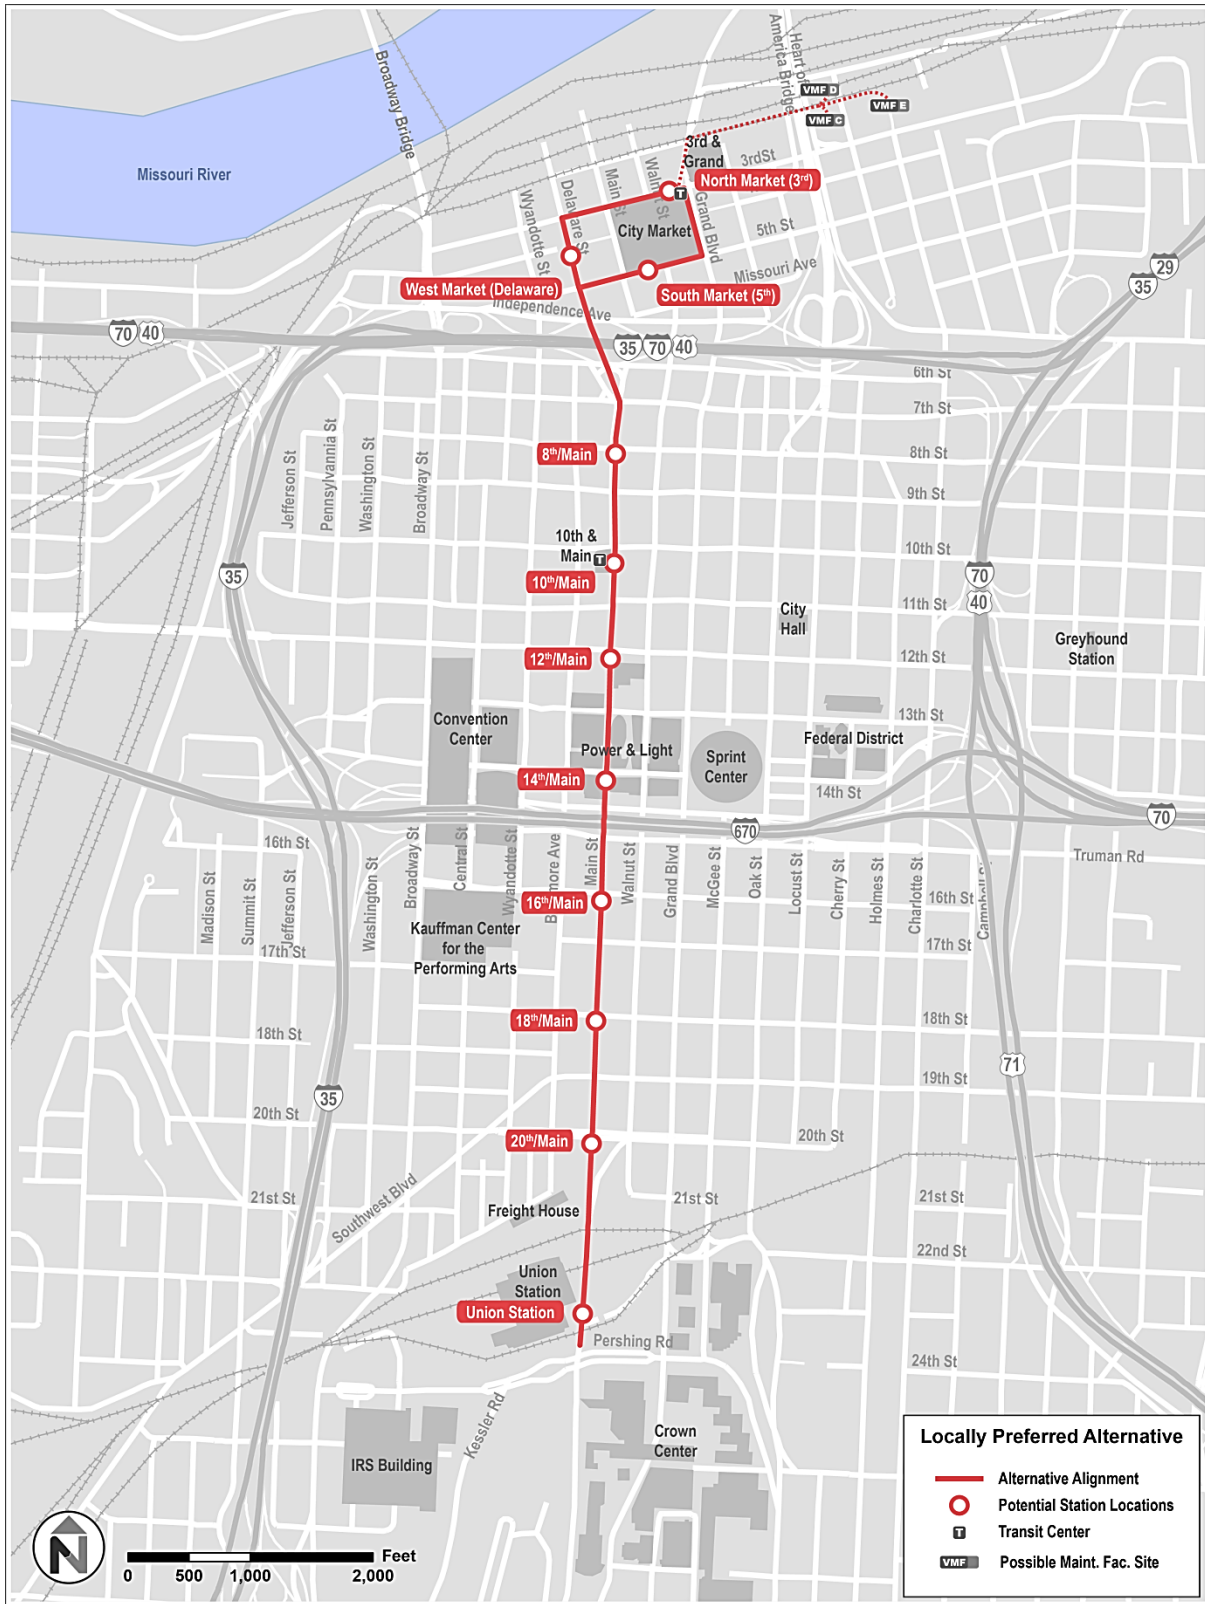 Broadway Bridge
Heart of
America Bridge
VMF D
VMF E
VMF C
Missouri River
3rd &
Grand
3rdSt
North Market (3rd)
T
Wyandotte St
Delaware St
Main St
Walnut St
Grand Blvd
City Market
5th St
Missouri Ave
West Market (Delaware)
South Market (5th)
Independence Ave
29
35
70
40
35
70
40
6th St
7th St
8th/Main
8th St
Jefferson St
Pennsylvannia St
Washington St
Broadway St
9th St
10th &
Main
T
10th St
10th/Main
35
70
40
11th St
City
Hall
Greyhound
Station
12th/Main
12th St
Convention
Center
13th St
Power & Light
Sprint
Center
Federal District
14th/Main
14th St
670
70
16th St
Truman Rd
Madison St
Summit St
Jefferson St
Washington St
Broadway St
Central St
Wyandotte St
Main St
Walnut St
Grand Blvd
McGee St
Oak St
Locust St
Cherry St
Holmes St
Charlotte St
16th/Main
16th St
Kauffman Center
for the
Performing Arts
17th St
17th St
18th/Main
18th St
18th St
71
35
19th St
20th St
20th/Main
20th St
21st St
Southwest Blvd
Freight House
21st St
21st St
22nd St
Union
Station
Union Station
Pershing Rd
24th St
Kessler Rd
Crown
Center
IRS Building
Locally Preferred Alternative
Alternative Alignment
Potential Station Locations
T Transit Center
VMF Possible Maint. Fac. Site
N
Feet
0 500 1,000 2,000